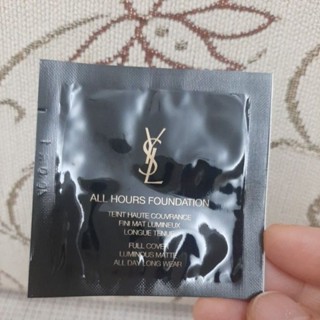 YSL
ALL HOURS FOUNDATION
TEINT HAUTE COUVRANCE
FINI MAT LUMINEUX
LONGUE TENUE
FULL COVER
LUMINOUS MATTE
ALL DAY LONG WEAR